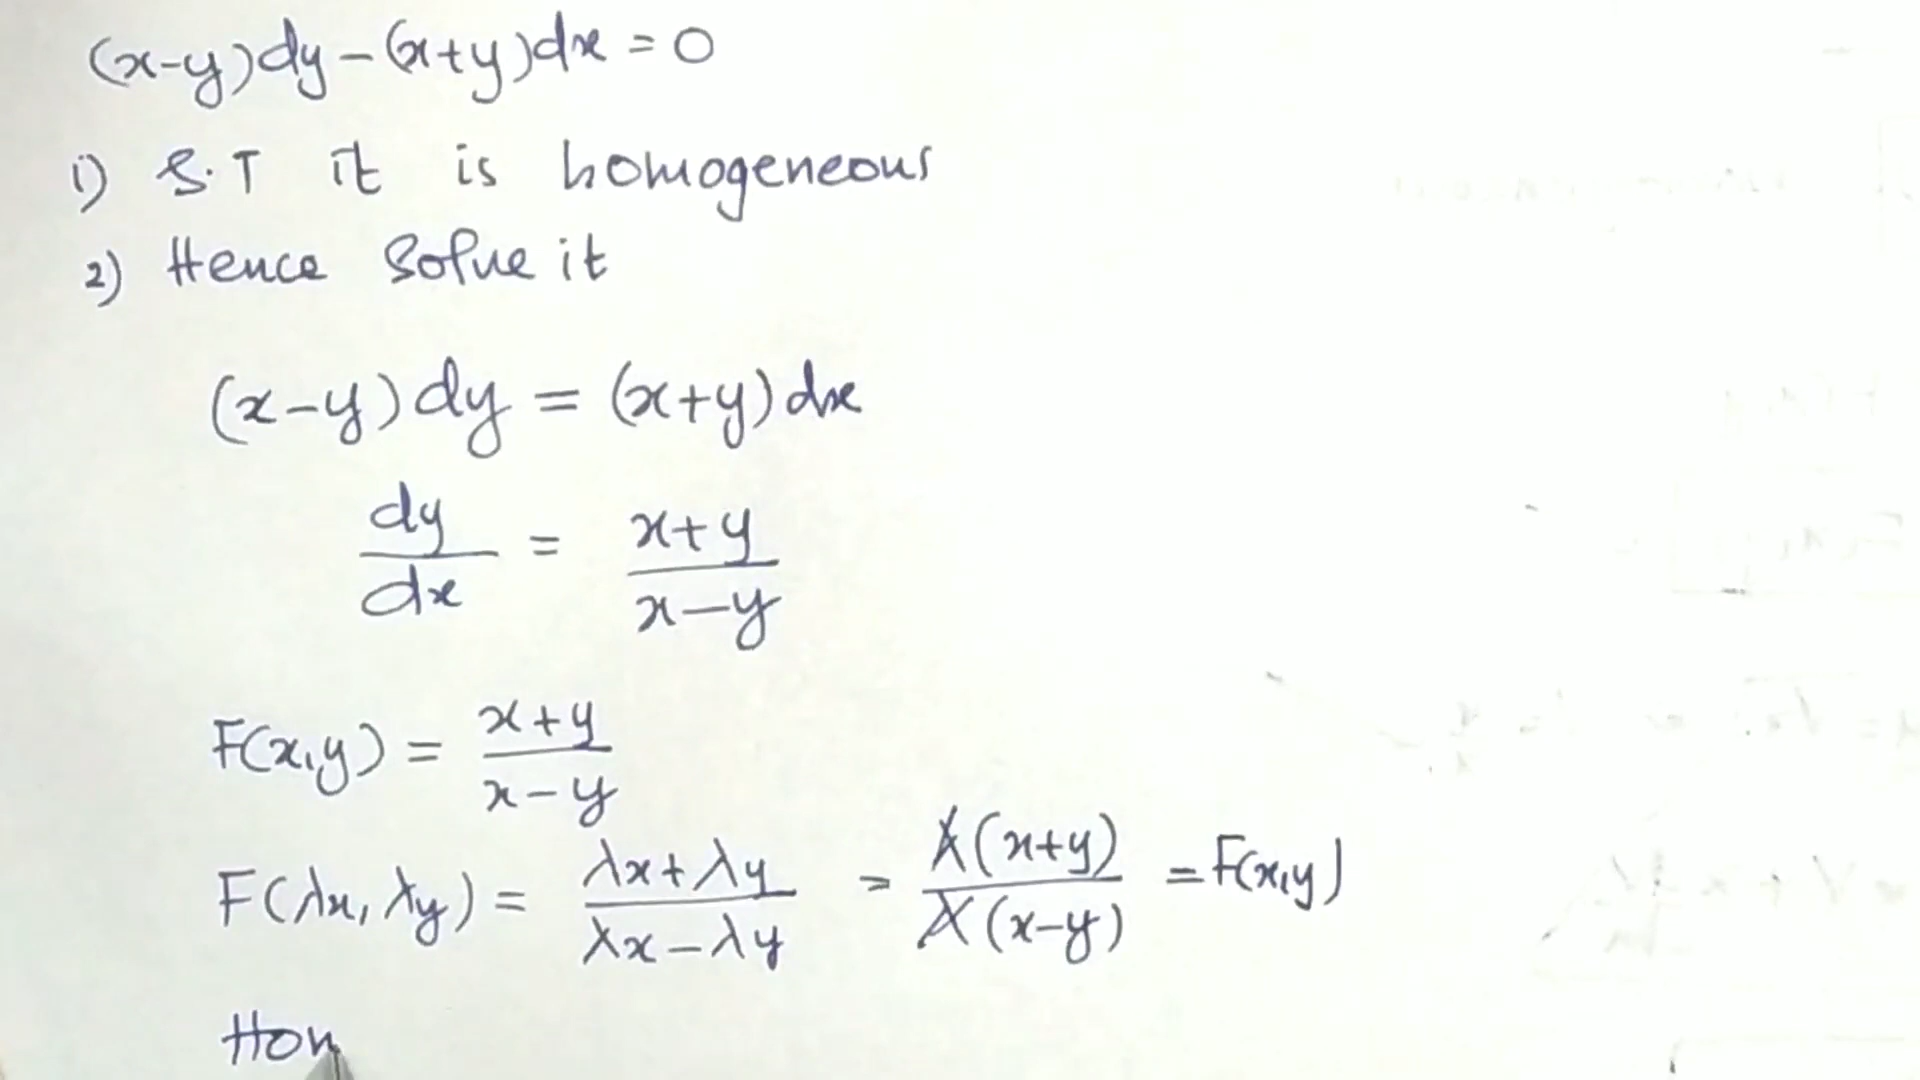 (x-y)dy-(x+y)dx=0
1) S.T it is homogeneous
2) Hence Solve it
(x-y)dy = (x+y)dx
dy/dx = x+y/x-y
F(x,y) = x+y/x-y
F(λx, λy) = λx+λy/λx-λy = λ(x+y)/λ(x-y) = F(x,y)
Hom